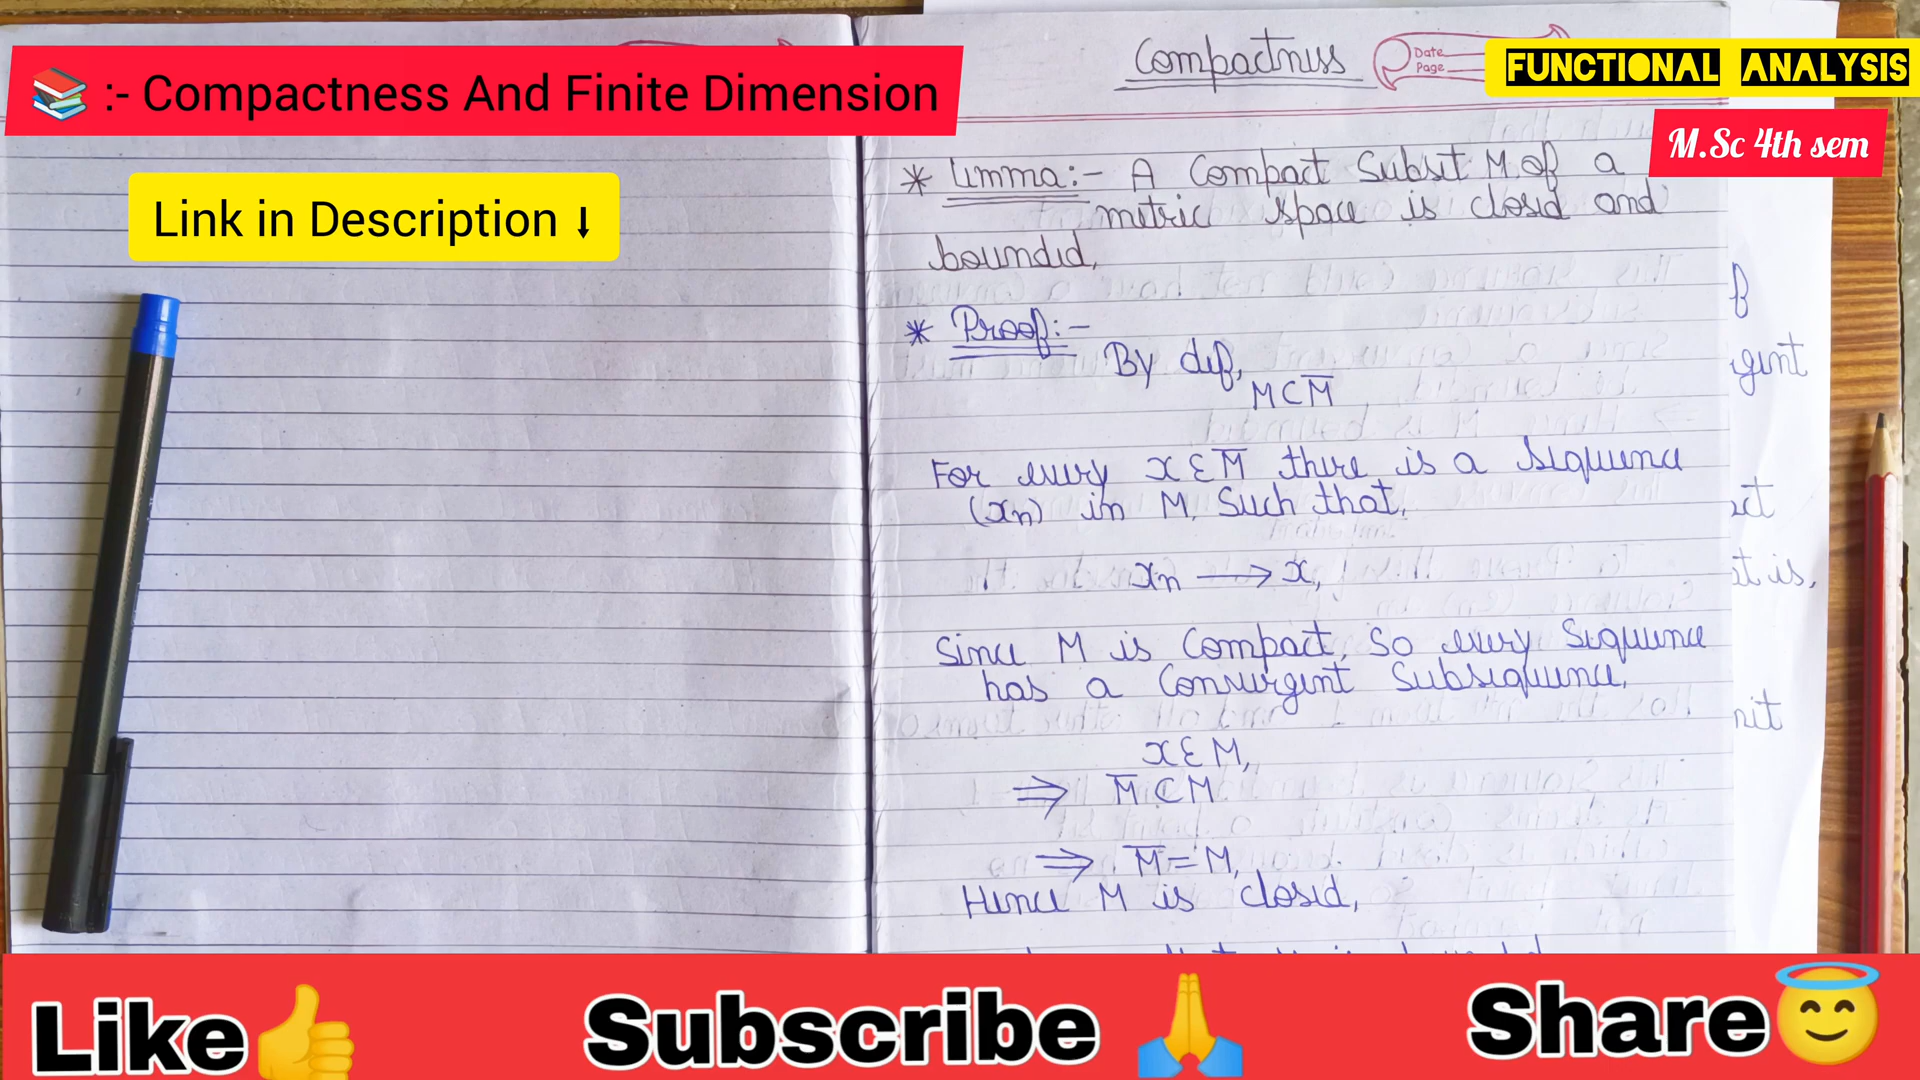 📚 :- Compactness And Finite Dimension
Link in Description ↓
Compactness
Date
Page
FUNCTIONAL ANALYSIS
M.Sc 4th sem
* Lemma:- A Compact Subset M of a
metric space is closed and
bounded,
* Proof:-
By def,
M⊂M̅
For every x∈M̅ there is a sequence
(xn) in M, Such that,
xn ⟶ x,
Since M is Compact, So every Sequence
has a Convergent Subsequence,
x∈M,
⇒ M̅⊂M
⇒ M̅=M,
Hence M is closed,
Like👍
Subscribe 🙏
Share😇